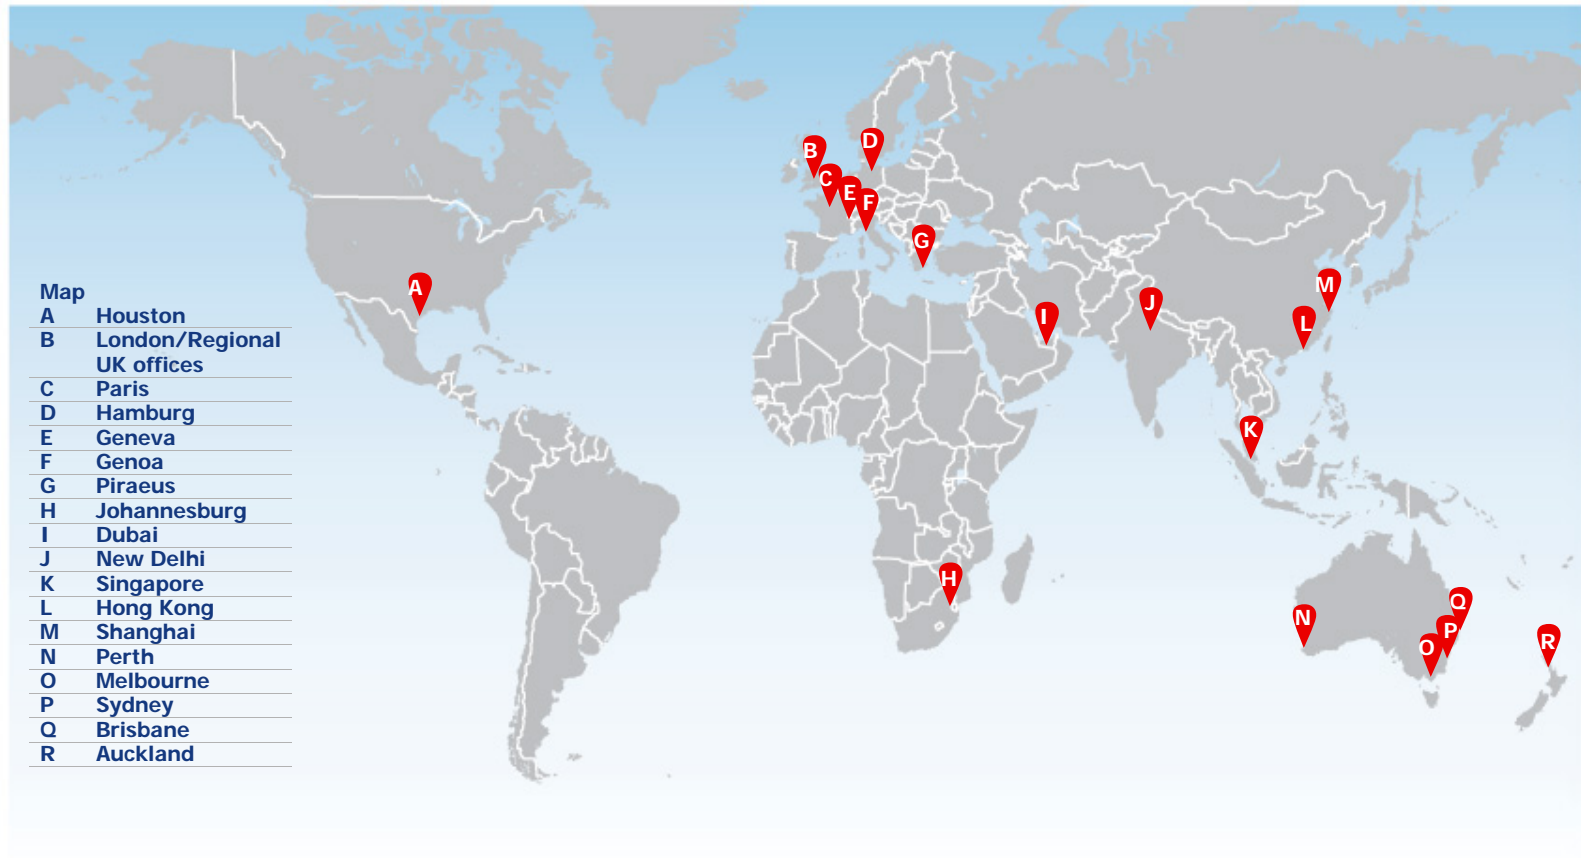 Map
A Houston
B London/Regional
UK offices
C Paris
D Hamburg
E Geneva
F Genoa
G Piraeus
H Johannesburg
I Dubai
J New Delhi
K Singapore
L Hong Kong
M Shanghai
N Perth
O Melbourne
P Sydney
Q Brisbane
R Auckland
A
B
C
D
E
F
G
H
I
J
K
L
M
N
O
P
Q
R